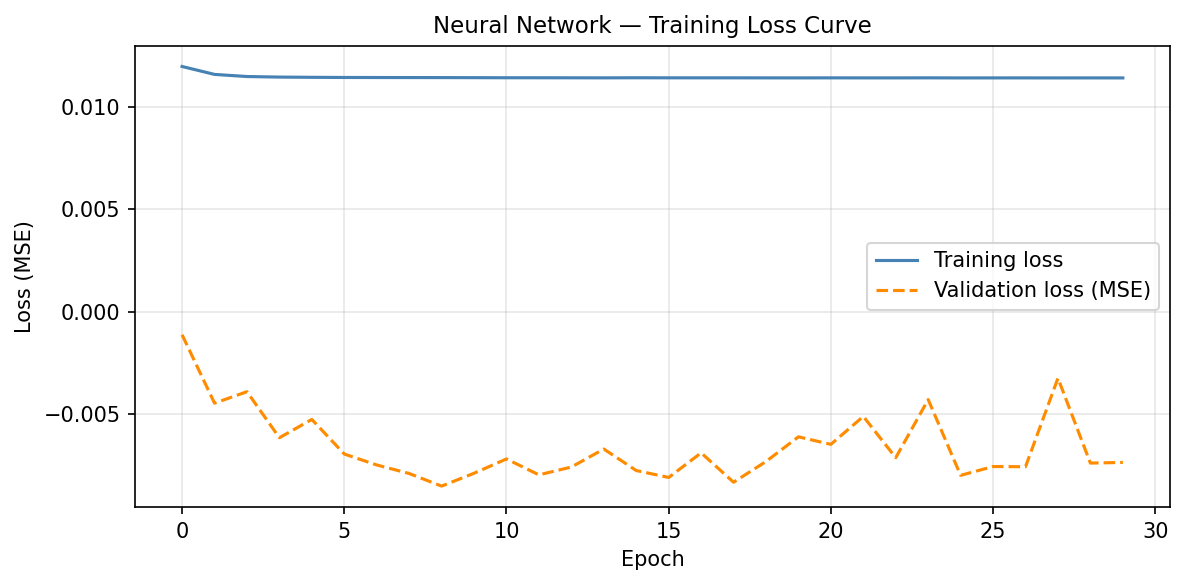 Neural Network — Training Loss Curve
Loss (MSE)
0.010
0.005
0.000
−0.005
Training loss
Validation loss (MSE)
0 5 10 15 20 25 30
Epoch